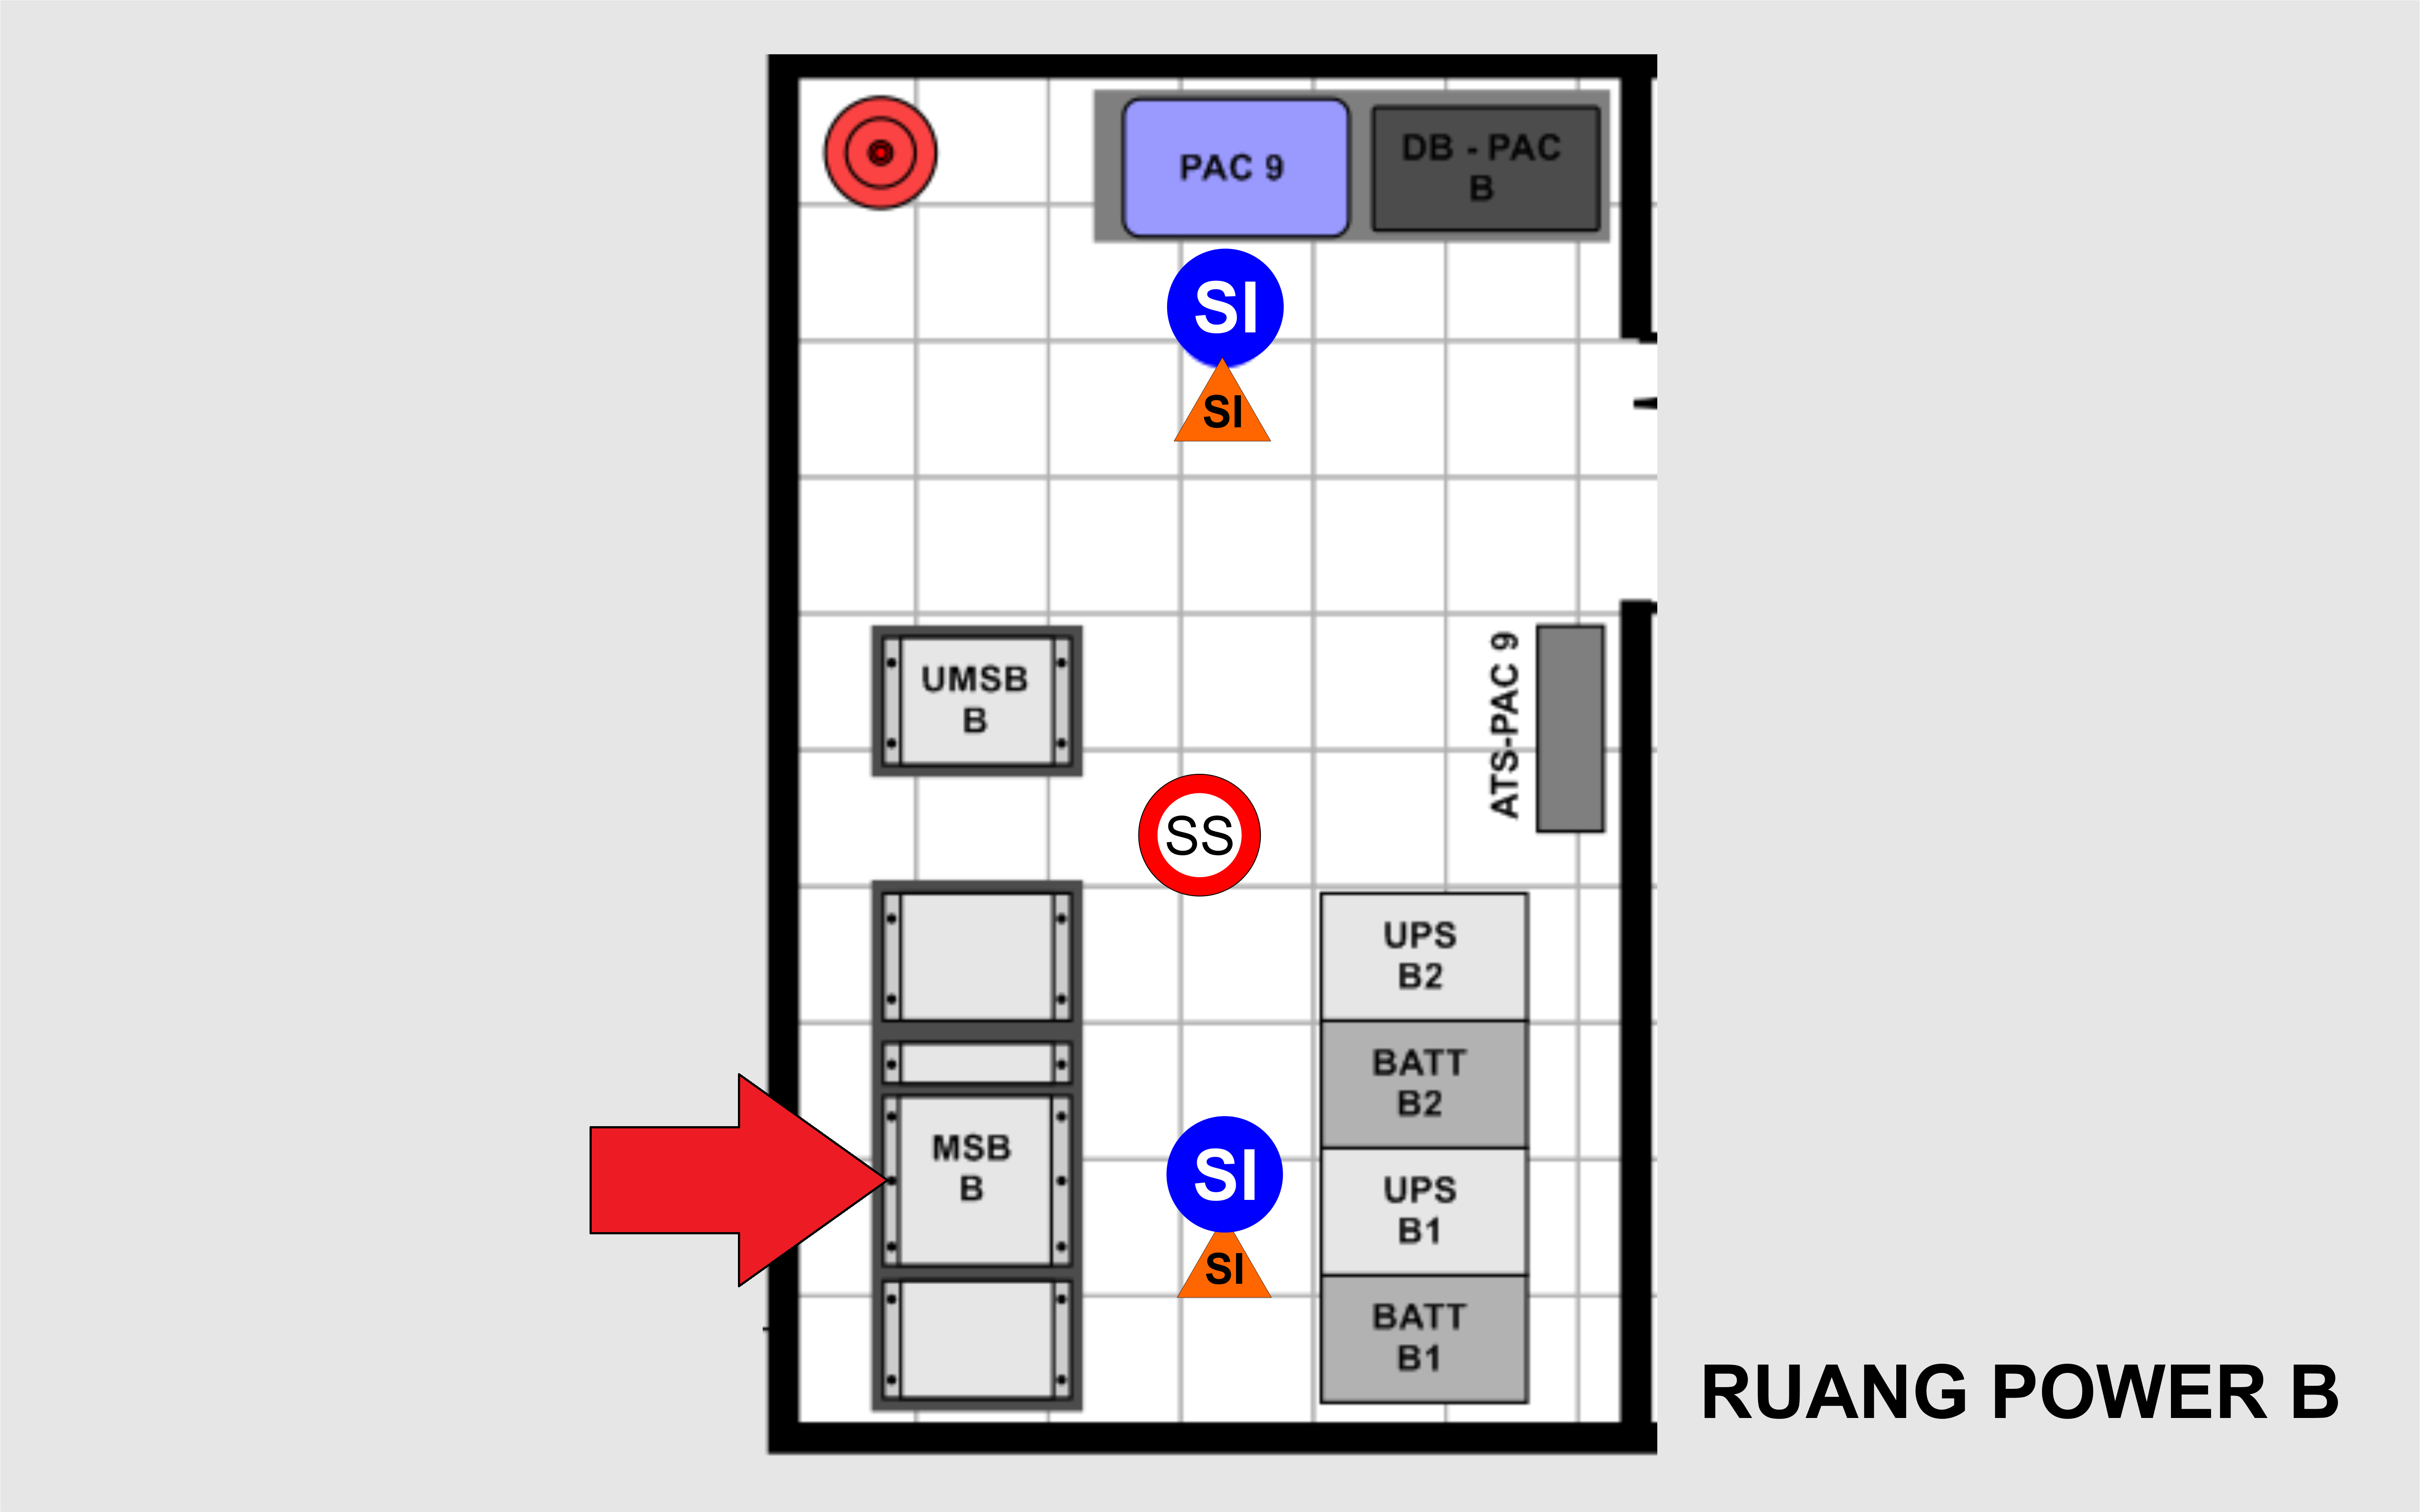 PAC 9
DB - PAC
B
SI
SI
UMSB
B
ATS-PAC 9
SS
UPS
B2
BATT
B2
MSB
B
SI
UPS
B1
SI
BATT
B1
RUANG POWER B